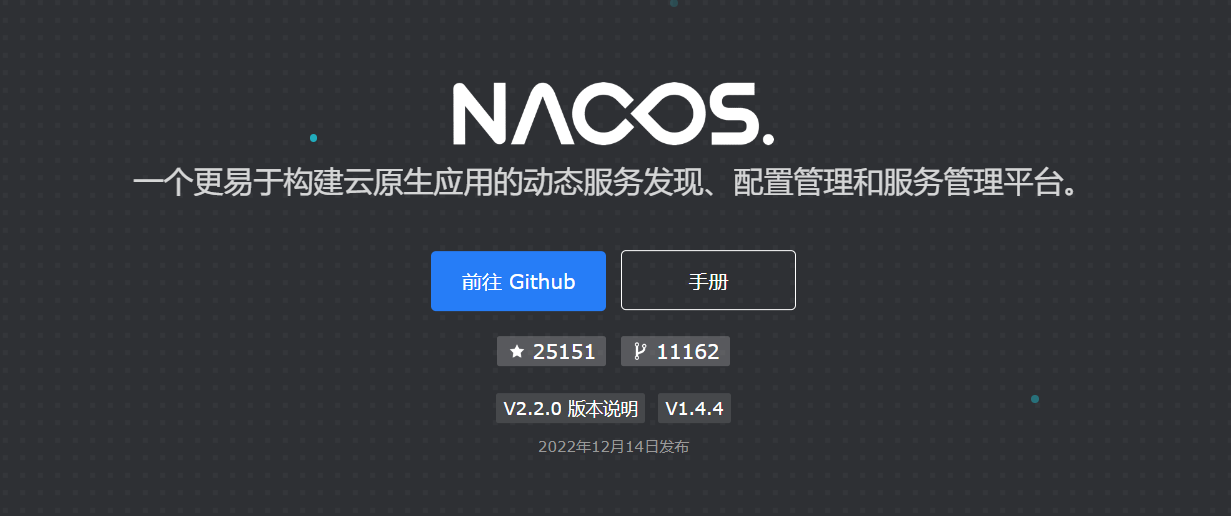 NACOS.
一个更易于构建云原生应用的动态服务发现、配置管理和服务管理平台。
前往 Github 手册
25151 11162
V2.2.0 版本说明 V1.4.4
2022年12月14日发布